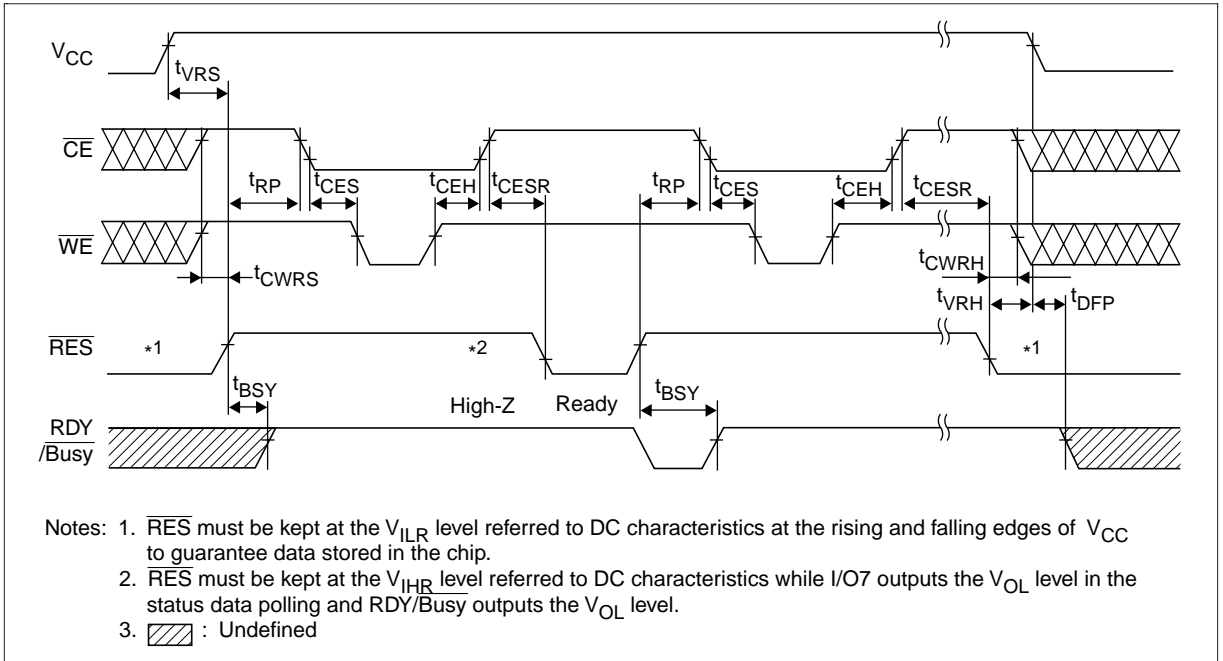 VCC
tVRS
CE
tRP tCES tCEH tCESR tRP tCES tCEH tCESR
WE
tCWRS
tCWRH
tVRH tDFP
RES *1 *2 *1
tBSY tBSY
High-Z Ready
RDY
/Busy
Notes: 1. RES must be kept at the VILR level referred to DC characteristics at the rising and falling edges of VCC
to guarantee data stored in the chip.
2. RES must be kept at the VIHR level referred to DC characteristics while I/O7 outputs the VOL level in the
status data polling and RDY/Busy outputs the VOL level.
3. : Undefined